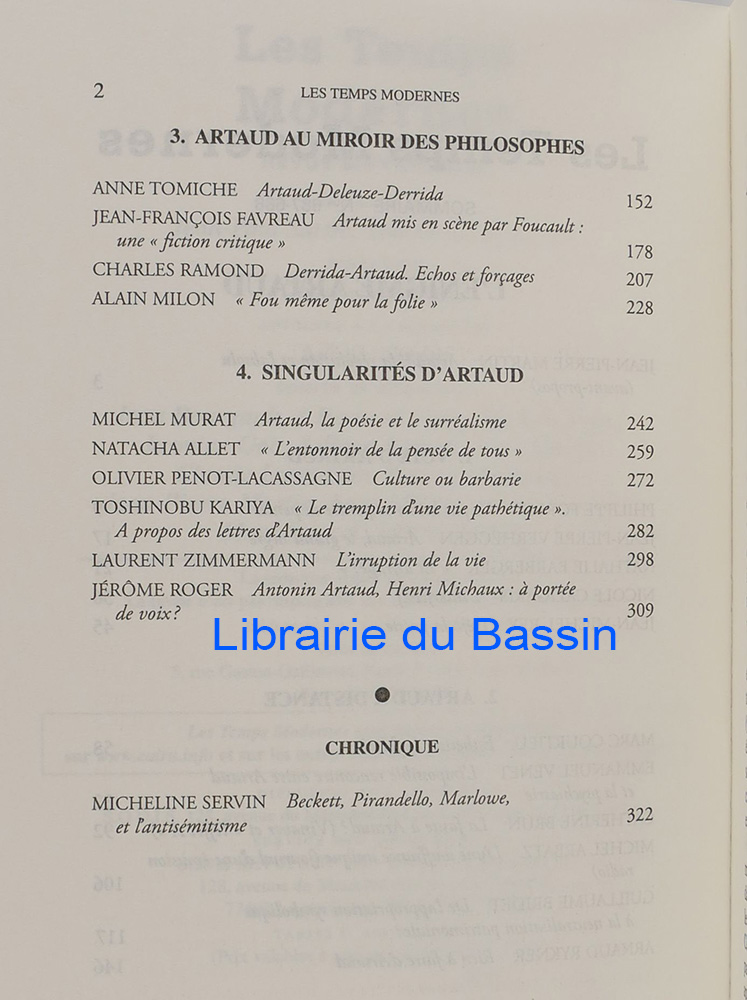 2
LES TEMPS MODERNES
3. ARTAUD AU MIROIR DES PHILOSOPHES
ANNE TOMICHE Artaud-Deleuze-Derrida 152
JEAN-FRANÇOIS FAVREAU Artaud mis en scène par Foucault :
une « fiction critique » 178
CHARLES RAMOND Derrida-Artaud. Echos et forçages 207
ALAIN MILON « Fou même pour la folie » 228
4. SINGULARITÉS D'ARTAUD
MICHEL MURAT Artaud, la poésie et le surréalisme 242
NATACHA ALLET « L'entonnoir de la pensée de tous » 259
OLIVIER PENOT-LACASSAGNE Culture ou barbarie 272
TOSHINOBU KARIYA « Le tremplin d'une vie pathétique ».
A propos des lettres d'Artaud 282
LAURENT ZIMMERMANN L'irruption de la vie 298
JÉRÔME ROGER Antonin Artaud, Henri Michaux : à portée
de voix ? 309
Librairie du Bassin
CHRONIQUE
MICHELINE SERVIN Beckett, Pirandello, Marlowe,
et l'antisémitisme 322